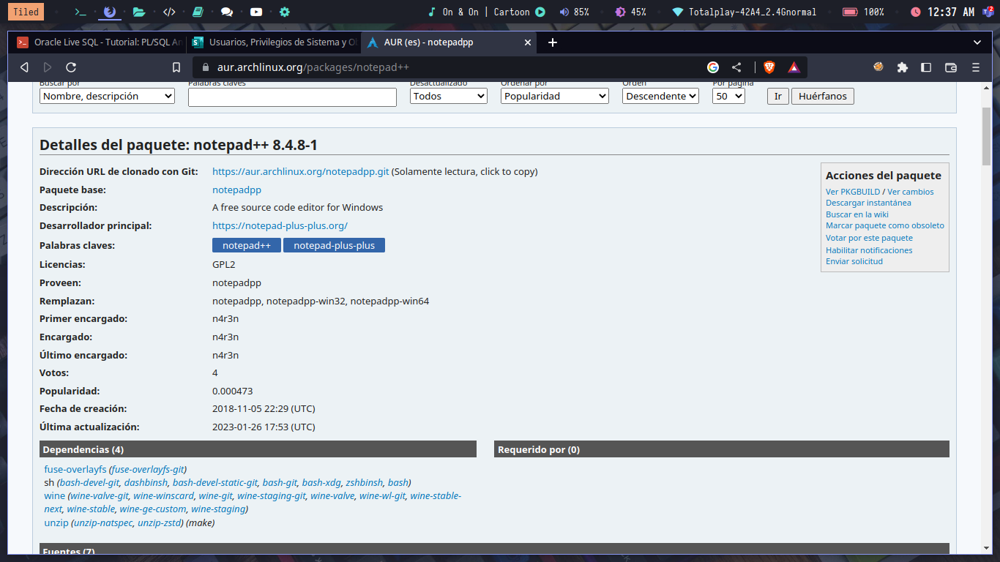 Tiled
On & On | Cartoon
85%
45%
Totalplay-42A4_2.4Gnormal
100%
12:37 AM
2
Oracle Live SQL - Tutorial: PL/SQL An
Usuarios, Privilegios de Sistema y Ob
AUR (es) - notepadpp
aur.archlinux.org/packages/notepad++
Buscar por Palabras claves Desactualizado Ordenar por Orden Por página
Nombre, descripción Todos Popularidad Descendente 50 Ir Huérfanos
Detalles del paquete: notepad++ 8.4.8-1
Dirección URL de clonado con Git: https://aur.archlinux.org/notepadpp.git (Solamente lectura, click to copy)
Paquete base: notepadpp
Descripción: A free source code editor for Windows
Desarrollador principal: https://notepad-plus-plus.org/
Palabras claves: notepad++ notepad-plus-plus
Licencias: GPL2
Proveen: notepadpp
Remplazan: notepadpp, notepadpp-win32, notepadpp-win64
Primer encargado: n4r3n
Encargado: n4r3n
Último encargado: n4r3n
Votos: 4
Popularidad: 0.000473
Fecha de creación: 2018-11-05 22:29 (UTC)
Última actualización: 2023-01-26 17:53 (UTC)
Acciones del paquete
Ver PKGBUILD / Ver cambios
Descargar instantánea
Buscar en la wiki
Marcar paquete como obsoleto
Votar por este paquete
Habilitar notificaciones
Enviar solicitud
Dependencias (4)
fuse-overlayfs (fuse-overlayfs-git)
sh (bash-devel-git, dashbinsh, bash-devel-static-git, bash-git, bash-xdg, zshbinsh, bash)
wine (wine-valve-git, wine-winscard, wine-git, wine-staging-git, wine-valve, wine-wl-git, wine-stable-
next, wine-stable, wine-ge-custom, wine-staging)
unzip (unzip-natspec, unzip-zstd) (make)
Requerido por (0)
Fuentes (7)